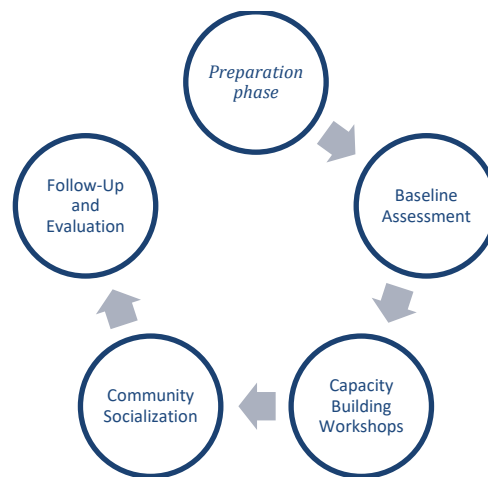 Preparation
phase
Baseline
Assessment
Capacity
Building
Workshops
Community
Socialization
Follow-Up
and
Evaluation